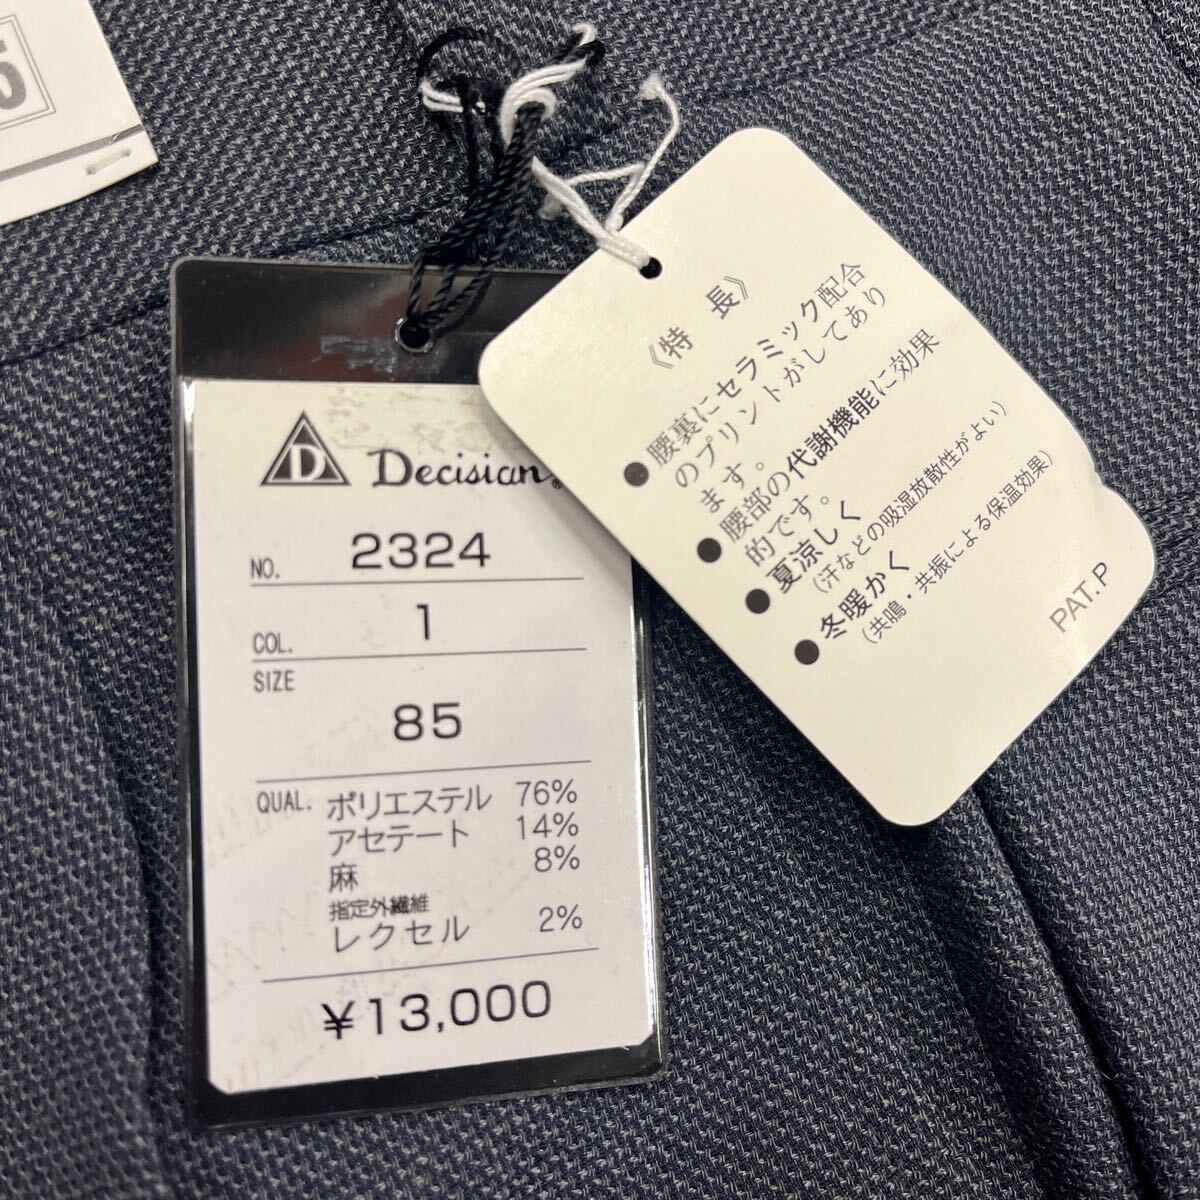 5
D
Decisian®
NO. 2324
COL. 1
SIZE
85
QUAL. ポリエステル 76%
アセテート 14%
麻 8%
指定外繊維
レクセル 2%
¥13,000
《特 長》
●腰裏にセラミック配合
のプリントがしてあり
ます。
●腰部の代謝機能に効果
的です。
●夏涼しく
(汗などの吸湿放散性がよい)
●冬暖かく
(共鳴・共振による保温効果)
PAT.P